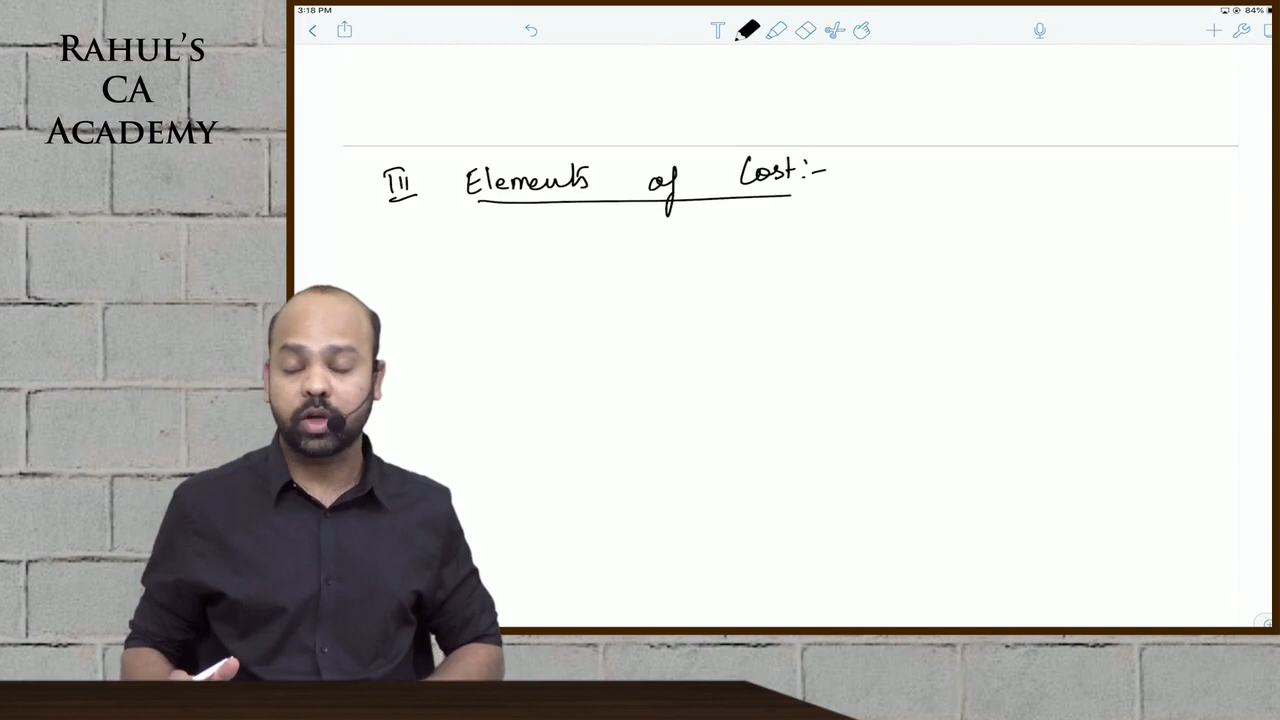 RAHUL'S
CA
ACADEMY
3:18 PM
84%
T
III Elements of Cost:-